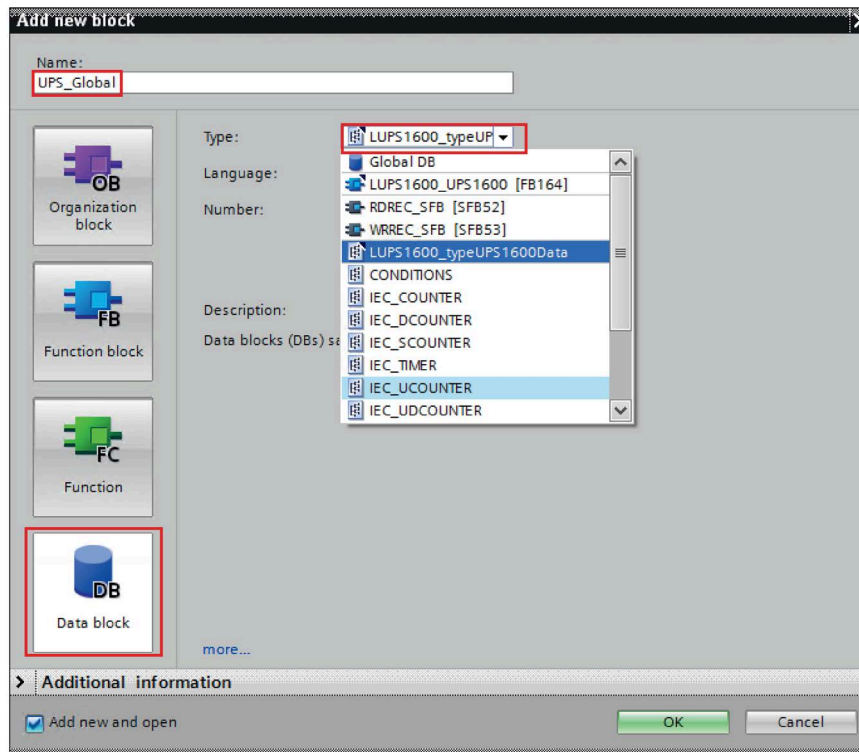 Add new block
Name:
UPS_Global
OB
Organization
block
FB
Function block
FC
Function
DB
Data block
Type:
LUPS1600_typeUP
Language:
Number:
Description:
Data blocks (DBs) sa
Global DB
LUPS1600_UPS1600 [FB164]
RDREC_SFB [SFB52]
WRREC_SFB [SFB53]
LUPS1600_typeUPS1600Data
CONDITIONS
IEC_COUNTER
IEC_DCOUNTER
IEC_SCOUNTER
IEC_TIMER
IEC_UCOUNTER
IEC_UDCOUNTER
more...
Additional information
Add new and open
OK
Cancel